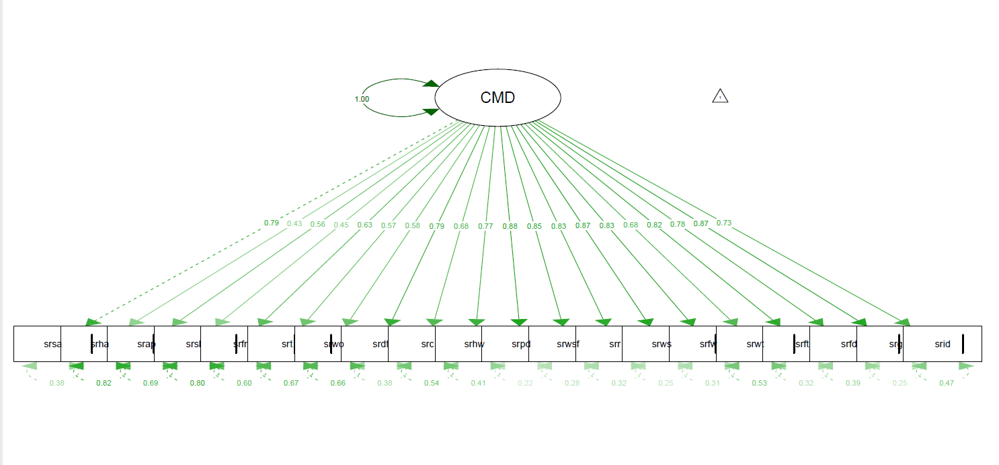 CMD
1
1.00
0.79 0.43 0.56 0.45 0.63 0.57 0.58 0.79 0.68 0.77 0.88 0.85 0.83 0.87 0.83 0.68 0.82 0.78 0.87 0.73
srsa srha srap srsl srfr srt srwo srdt src srhw srpd srwsf srr srws srfw srwt srft srfd srg srid
0.38 0.82 0.69 0.80 0.60 0.67 0.66 0.38 0.54 0.41 0.22 0.28 0.32 0.25 0.31 0.53 0.32 0.39 0.25 0.47